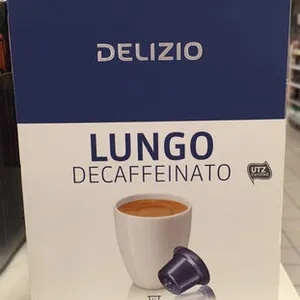 DELIZIO
LUNGO
DECAFFEINATO
UTZ